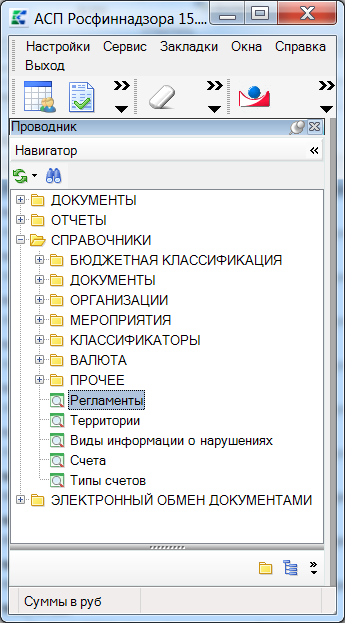 АСП Росфиннадзора 15....
Настройки Сервис Закладки Окна Справка
Выход
Проводник
Навигатор
ДОКУМЕНТЫ
ОТЧЕТЫ
СПРАВОЧНИКИ
БЮДЖЕТНАЯ КЛАССИФИКАЦИЯ
ДОКУМЕНТЫ
ОРГАНИЗАЦИИ
МЕРОПРИЯТИЯ
КЛАССИФИКАТОРЫ
ВАЛЮТА
ПРОЧЕЕ
Регламенты
Территории
Виды информации о нарушениях
Счета
Типы счетов
ЭЛЕКТРОННЫЙ ОБМЕН ДОКУМЕНТАМИ
Суммы в руб